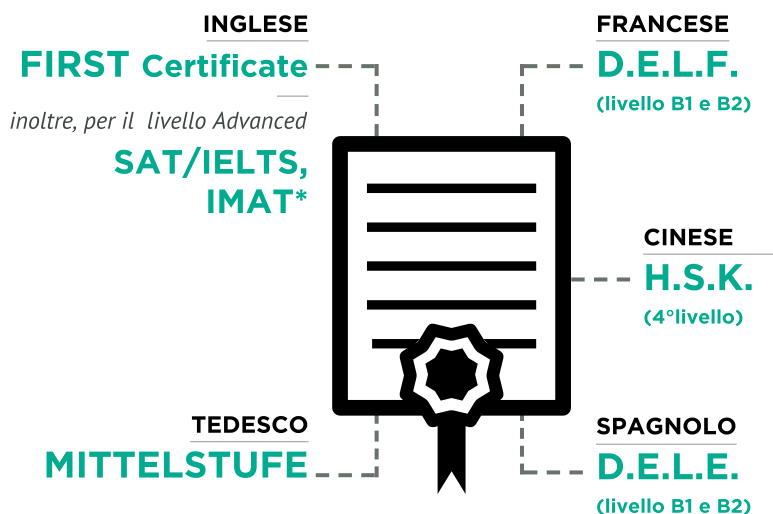 INGLESE
FIRST Certificate
inoltre, per il livello Advanced
SAT/IELTS,
IMAT*
FRANCESE
D.E.L.F.
(livello B1 e B2)
CINESE
H.S.K.
(4°livello)
TEDESCO
MITTELSTUFE
SPAGNOLO
D.E.L.E.
(livello B1 e B2)